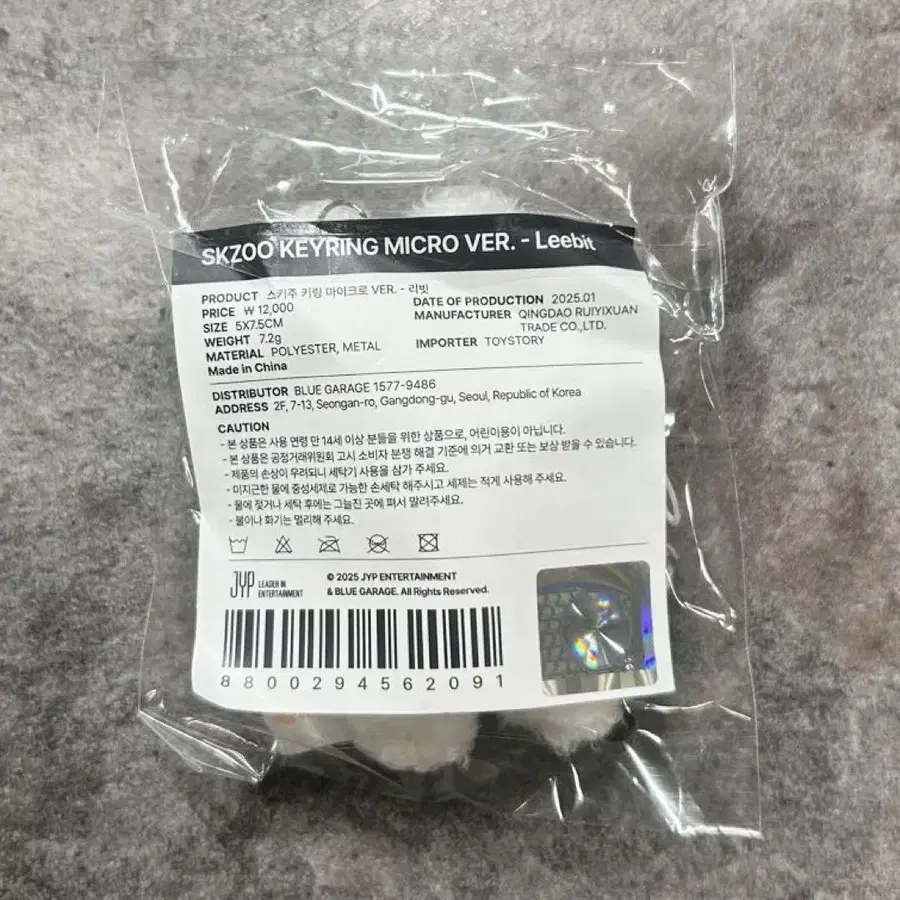 SKZOO KEYRING MICRO VER. - Leebit
PRODUCT 스키주 키링 마이크로 VER. - 리빗
PRICE ₩ 12,000
SIZE 5X7.5CM
WEIGHT 7.2g
MATERIAL POLYESTER, METAL
Made in China
DATE OF PRODUCTION 2025.01
MANUFACTURER QINGDAO RUIYIXUAN
TRADE CO.,LTD.
IMPORTER TOYSTORY
DISTRIBUTOR BLUE GARAGE 1577-9486
ADDRESS 2F, 7-13, Seongan-ro, Gangdong-gu, Seoul, Republic of Korea
CAUTION
- 본 상품은 사용 연령 만 14세 이상 분들을 위한 상품으로, 어린이용이 아닙니다.
- 본 상품은 공정거래위원회 고시 소비자 분쟁 해결 기준에 의거 교환 또는 보상 받을 수 있습니다.
- 제품의 손상이 우려되니 세탁기 사용을 삼가 주세요.
- 미지근한 물에 중성세제로 가능한 손세탁 해주시고 세제는 적게 사용해 주세요.
- 물에 젖거나 세탁 후에는 그늘진 곳에 펴서 말려주세요.
- 불이나 화기는 멀리해 주세요.
JYP LEADER IN
ENTERTAINMENT
© 2025 JYP ENTERTAINMENT
& BLUE GARAGE. All Rights Reserved.
8800294562091